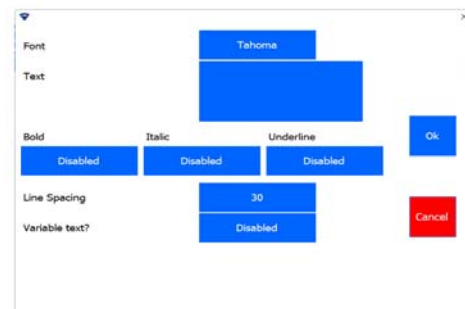 Font Tahoma
Text
Bold Italic Underline
Ok
Disabled Disabled Disabled
Line Spacing 30
Cancel
Variable text? Disabled